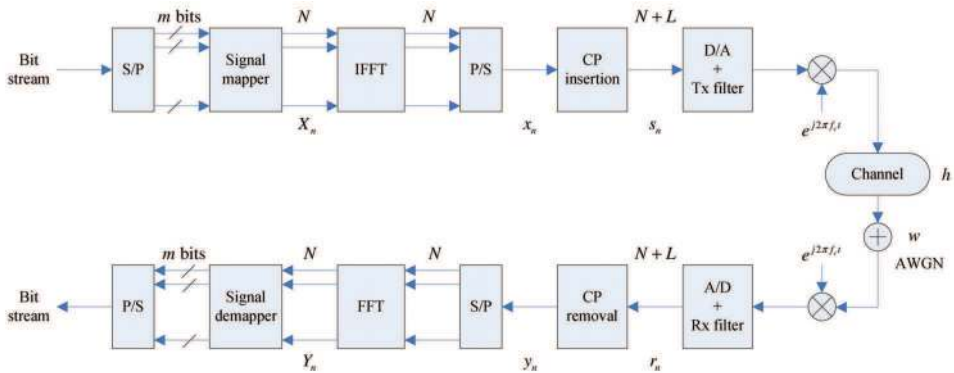 m bits N N N + L
Bit stream
S/P
Signal mapper
IFFT
P/S
CP insertion
D/A + Tx filter
X_n x_n s_n e^{j2πf_c t}
Channel h
w
AWGN
m bits N N N + L e^{j2πf_c t}
Bit stream
P/S
Signal demapper
FFT
S/P
CP removal
A/D + Rx filter
Y_n y_n r_n